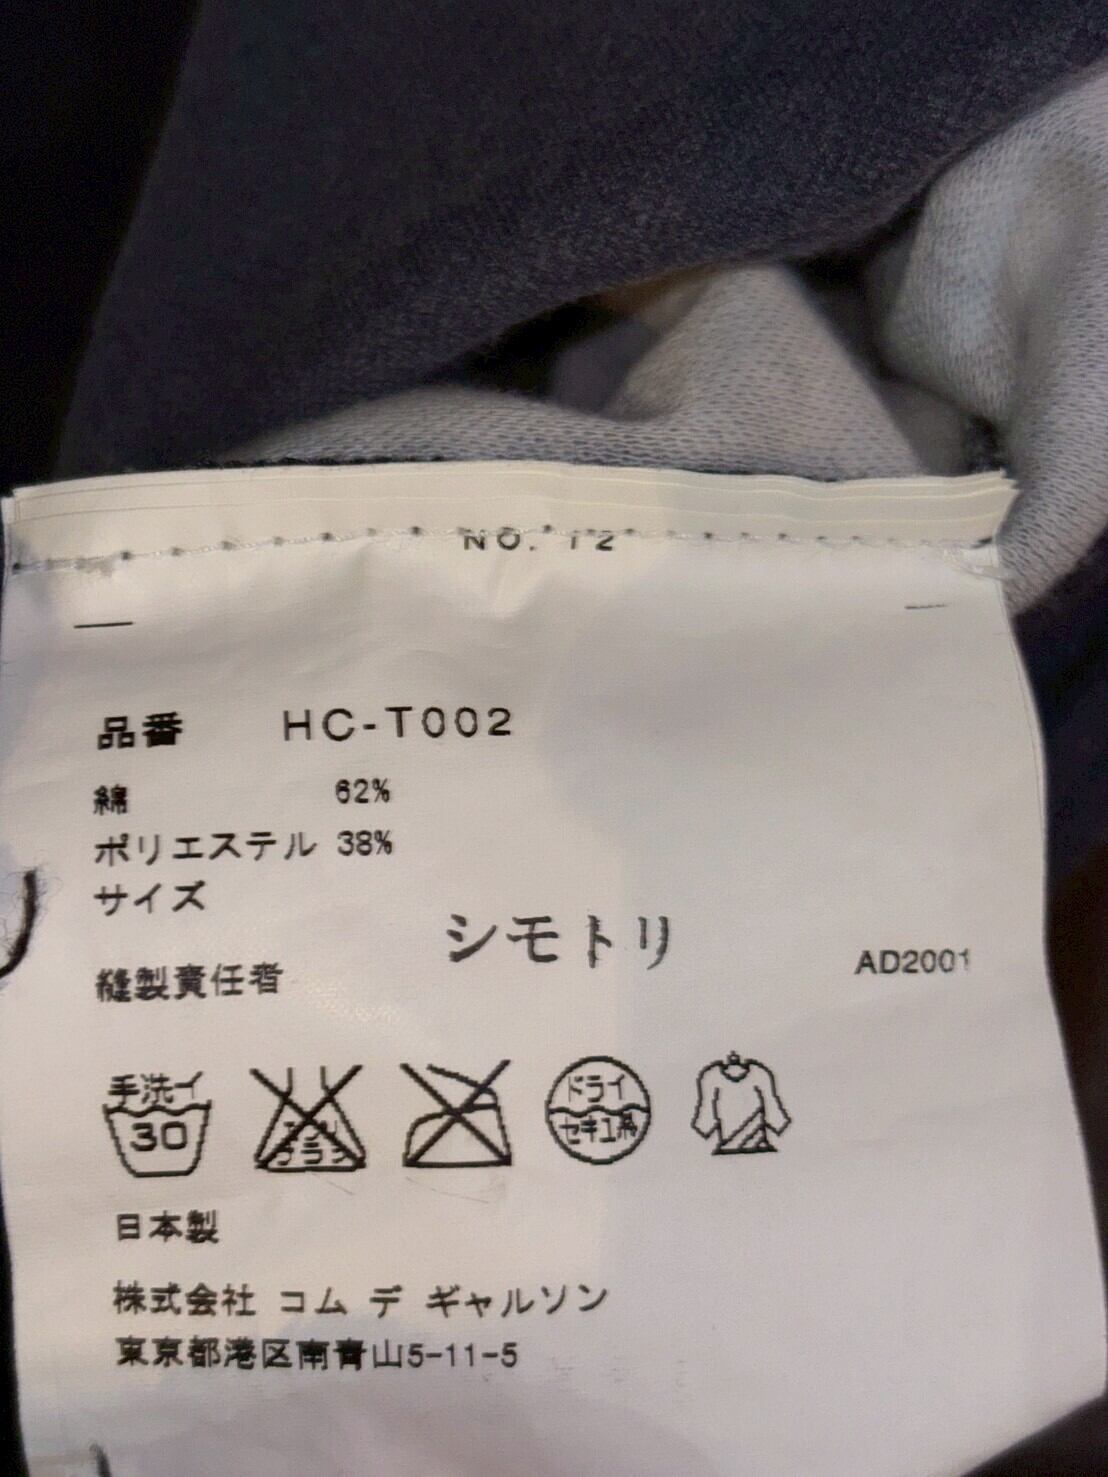 NO. 12
品番 HC-T002
綿 62%
ポリエステル 38%
サイズ
シモトリ
縫製責任者
AD2001
手洗イ
30
ドライ
セキユ系
日本製
株式会社 コム デ ギャルソン
東京都港区南青山5-11-5